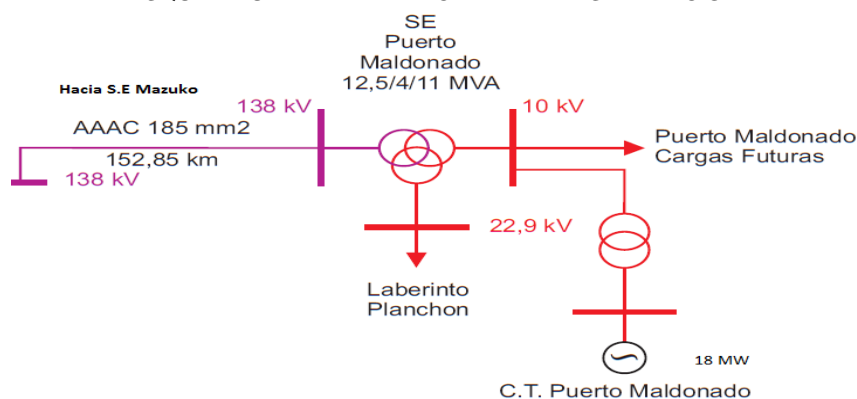 SE
Puerto
Maldonado
12,5/4/11 MVA
Hacia S.E Mazuko
138 kV
10 kV
AAAC 185 mm2
152,85 km
138 kV
Puerto Maldonado
Cargas Futuras
22,9 kV
Laberinto
Planchon
18 MW
C.T. Puerto Maldonado